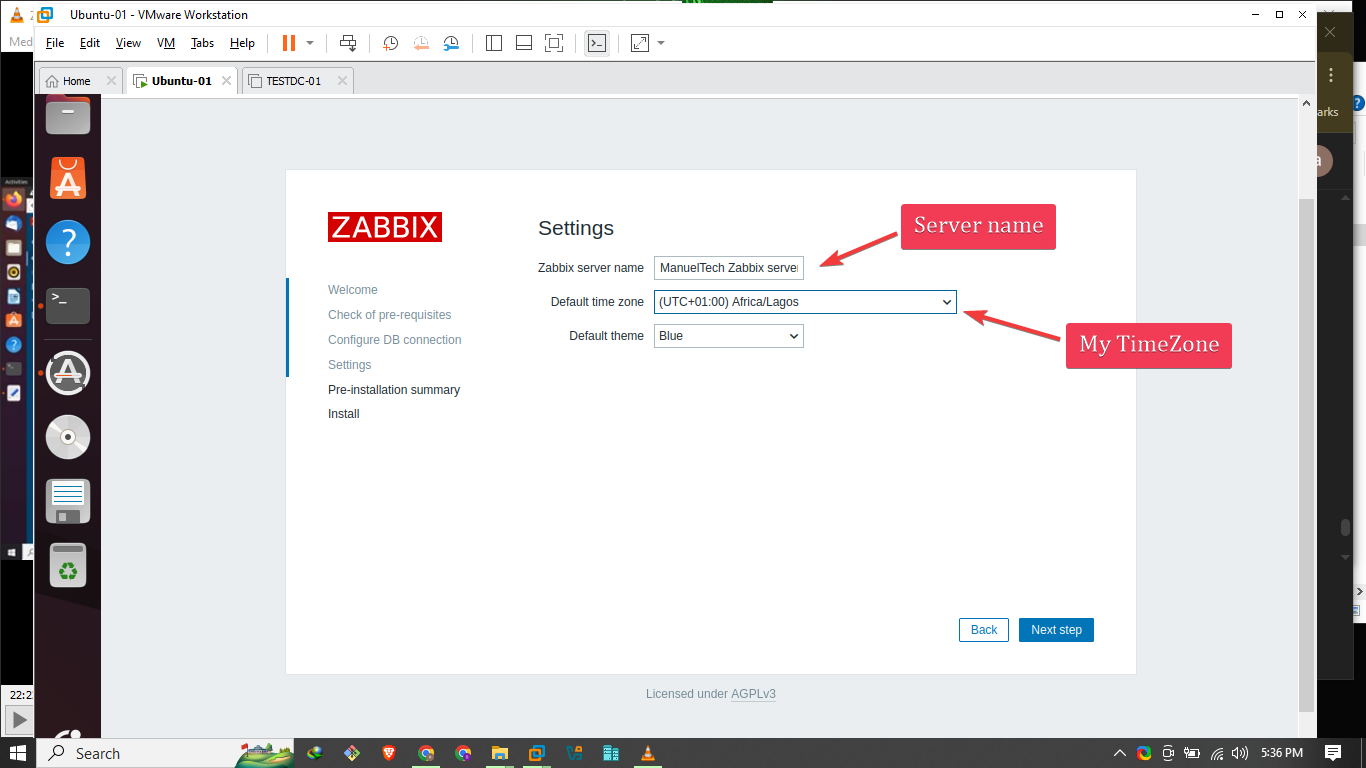 Ubuntu-01 - VMware Workstation
Med
File Edit View VM Tabs Help
Home Ubuntu-01 TESTDC-01
arks
a
Activities
ZABBIX
Settings
Server name
Zabbix server name ManuelTech Zabbix server
Default time zone (UTC+01:00) Africa/Lagos
Default theme Blue
My TimeZone
Welcome
Check of pre-requisites
Configure DB connection
Settings
Pre-installation summary
Install
Back Next step
Licensed under AGPLv3
22:2
Search
5:36 PM